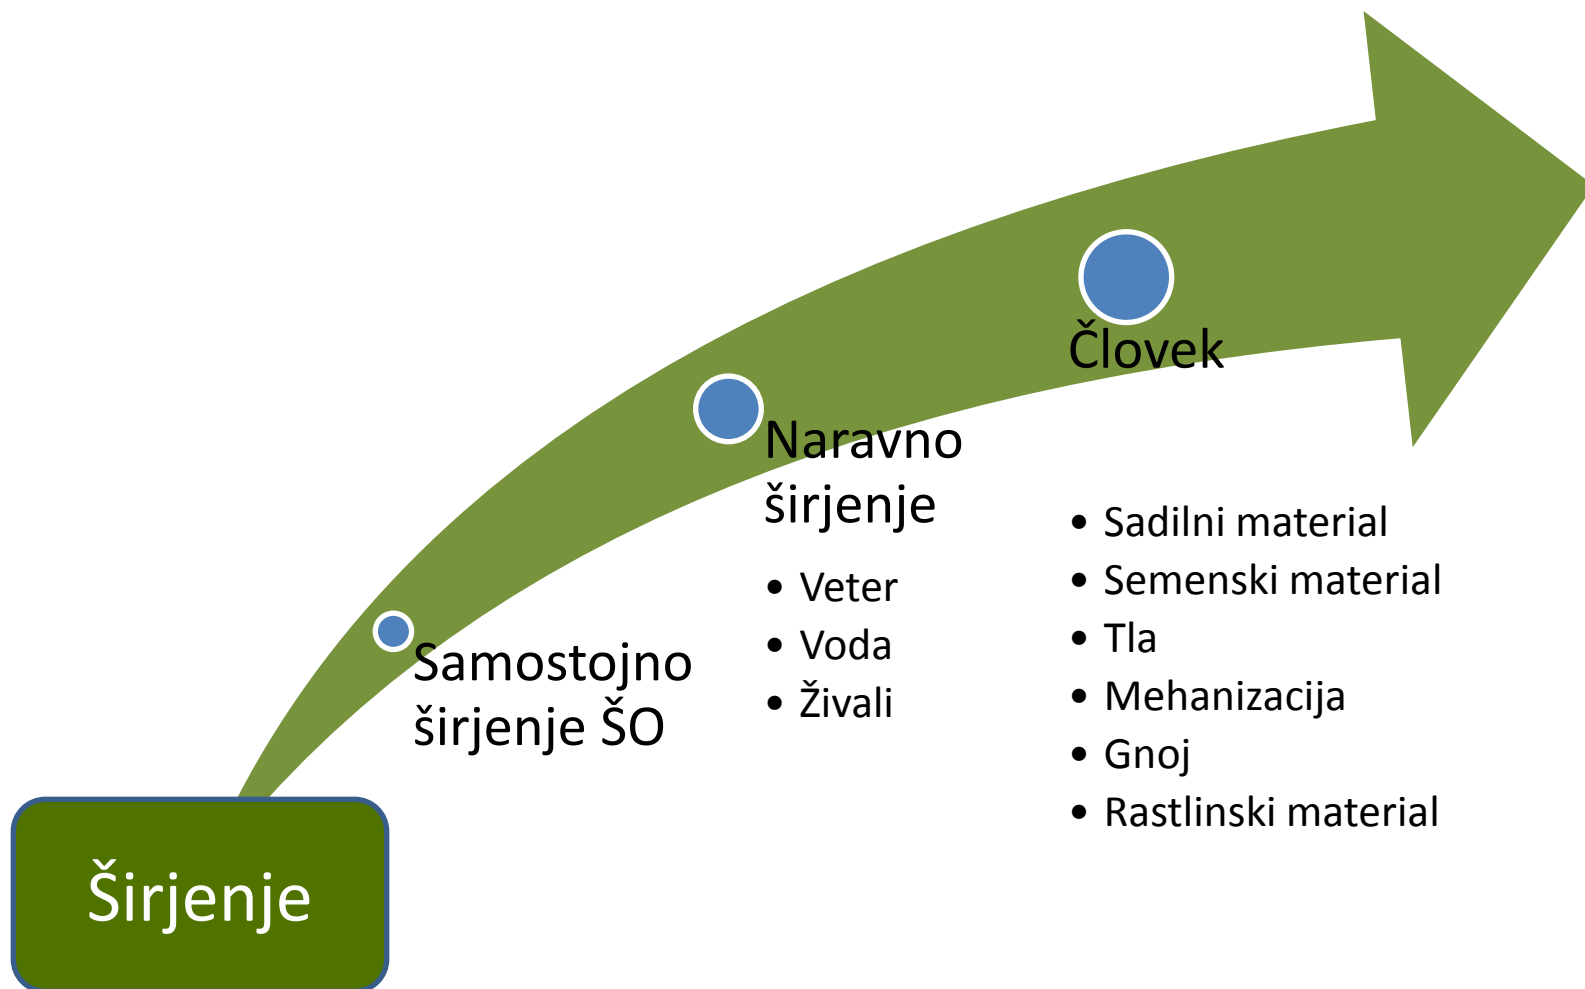 Človek
Naravno
širjenje
• Sadilni material
• Semenski material
• Tla
• Mehanizacija
• Gnoj
• Rastlinski material
• Veter
• Voda
• Živali
Samostojno
širjenje ŠO
Širjenje